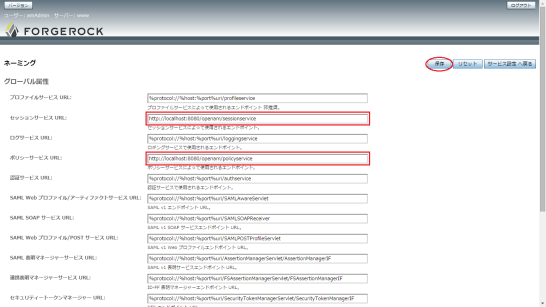 バージョン
ログアウト
ユーザー: amAdmin サーバー: www
FORGEROCK
ネーミング
保存
リセット
サービス設定 へ戻る
グローバル属性
プロファイルサービス URL:
%protocol://%host:%port%uri/profileservice
プロファイルサービスによって使用されるエンドポイント 非推奨。
セッションサービス URL:
http://localhost:8080/openam/sessionservice
セッションサービスによって使用されるエンドポイント。
ログサービス URL:
%protocol://%host:%port%uri/loggingservice
ロギングサービスで使用されるエンドポイント。
ポリシーサービス URL:
http://localhost:8080/openam/policyservice
ポリシーサービスによって使用されるエンドポイント。
認証サービス URL:
%protocol://%host:%port%uri/authservice
認証サービスで使用されるエンドポイント。
SAML Web プロファイル/アーティファクトサービス URL:
%protocol://%host:%port%uri/SAMLAwareServlet
SAML v1 エンドポイント URL。
SAML SOAP サービス URL:
%protocol://%host:%port%uri/SAMLSOAPReceiver
SAML v1 SOAP サービスエンドポイント URL。
SAML Web プロファイル/POST サービス URL:
%protocol://%host:%port%uri/SAMLPOSTProfileServlet
SAML v1 Web プロファイルエンドポイント URL。
SAML 表明マネージャーサービス URL:
%protocol://%host:%port%uri/AssertionManagerServlet/AssertionManagerIF
SAML v1 表明サービスエンドポイント URL。
連携表明マネージャーサービス URL:
%protocol://%host:%port%uri/FSAssertionManagerServlet/FSAssertionManagerIF
ID-FF 表明マネージャーエンドポイント URL。
セキュリティートークンマネージャー URL:
%protocol://%host:%port%uri/SecurityTokenManagerServlet/SecurityTokenManagerIF